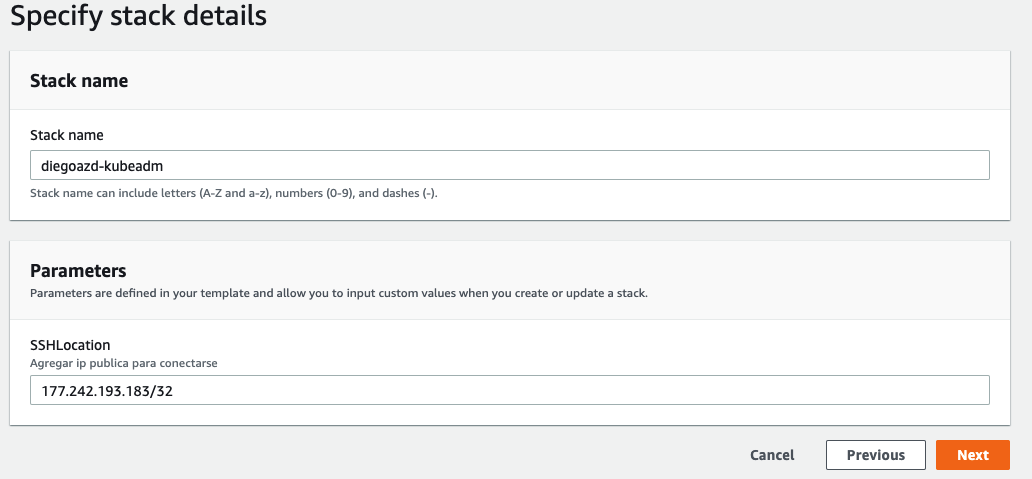 Specify stack details
Stack name
Stack name
diegoazd-kubeadm
Stack name can include letters (A-Z and a-z), numbers (0-9), and dashes (-).
Parameters
Parameters are defined in your template and allow you to input custom values when you create or update a stack.
SSHLocation
Agregar ip publica para conectarse
177.242.193.183/32
Cancel Previous Next